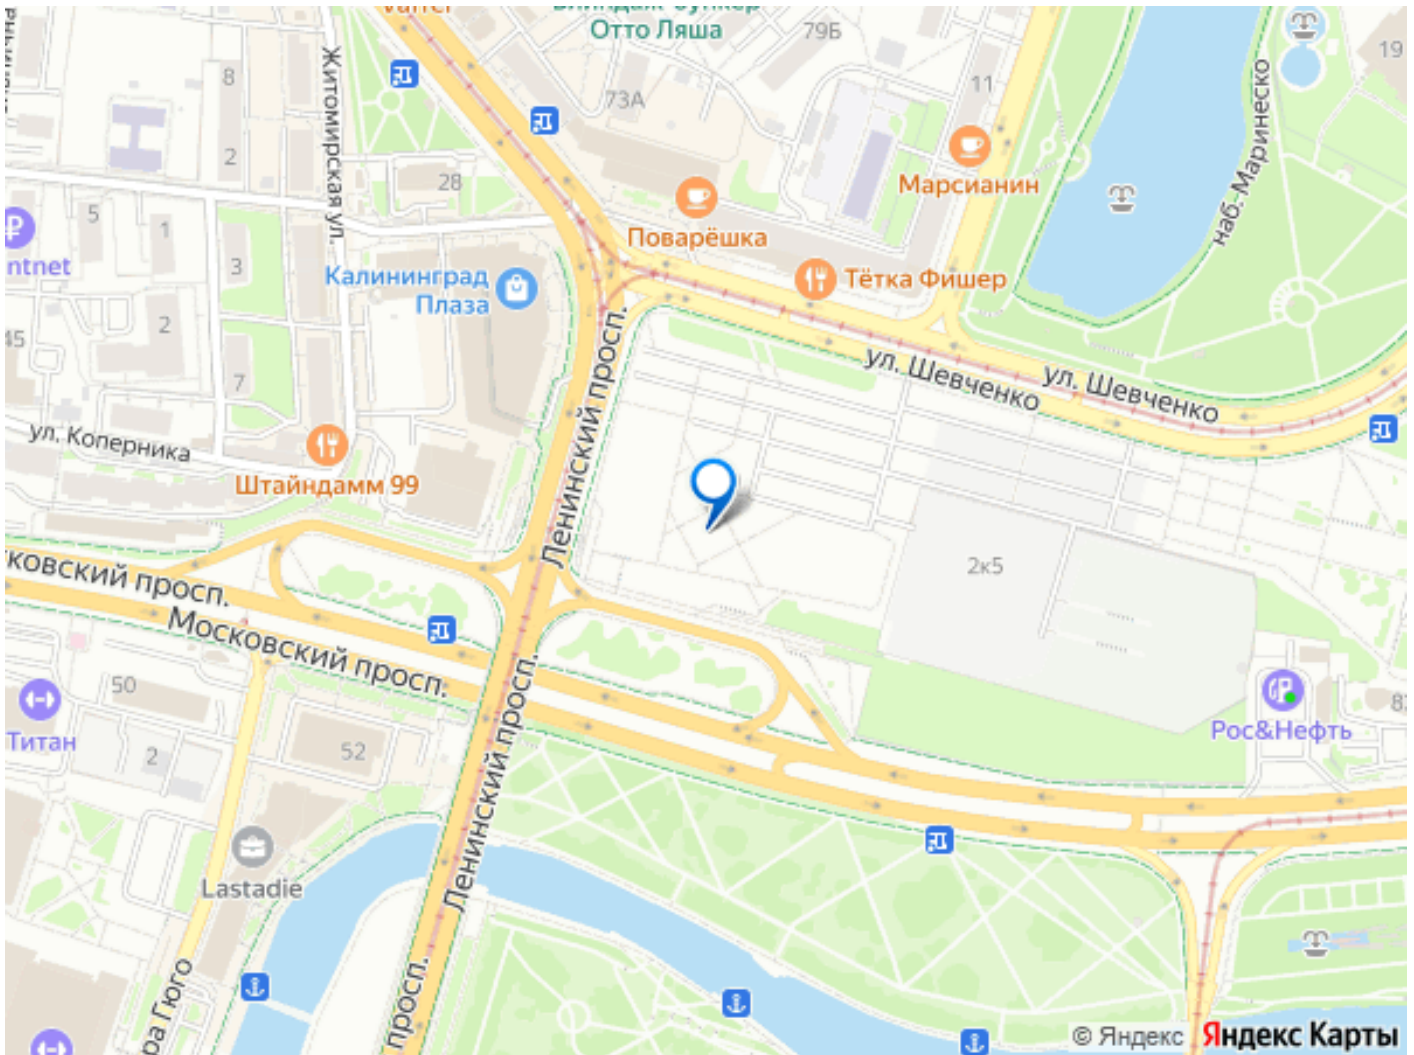 Отто Ляша
79Б
19
8
Житомирская ул.
73А
11
наб. Маринеско
2
28
Марсианин
5
1
ntnet
3
Калининград
Плаза
Поварёшка
Тётка Фишер
45
2
7
Ленинский просп.
ул. Шевченко
ул. Шевченко
ул. Коперника
Штайндамм 99
2к5
ковский просп.
Московский просп.
50
Титан
2
52
Ленинский просп.
Рос&Нефть
Lastadie
ра Гюго
просп.
© Яндекс
Яндекс Карты